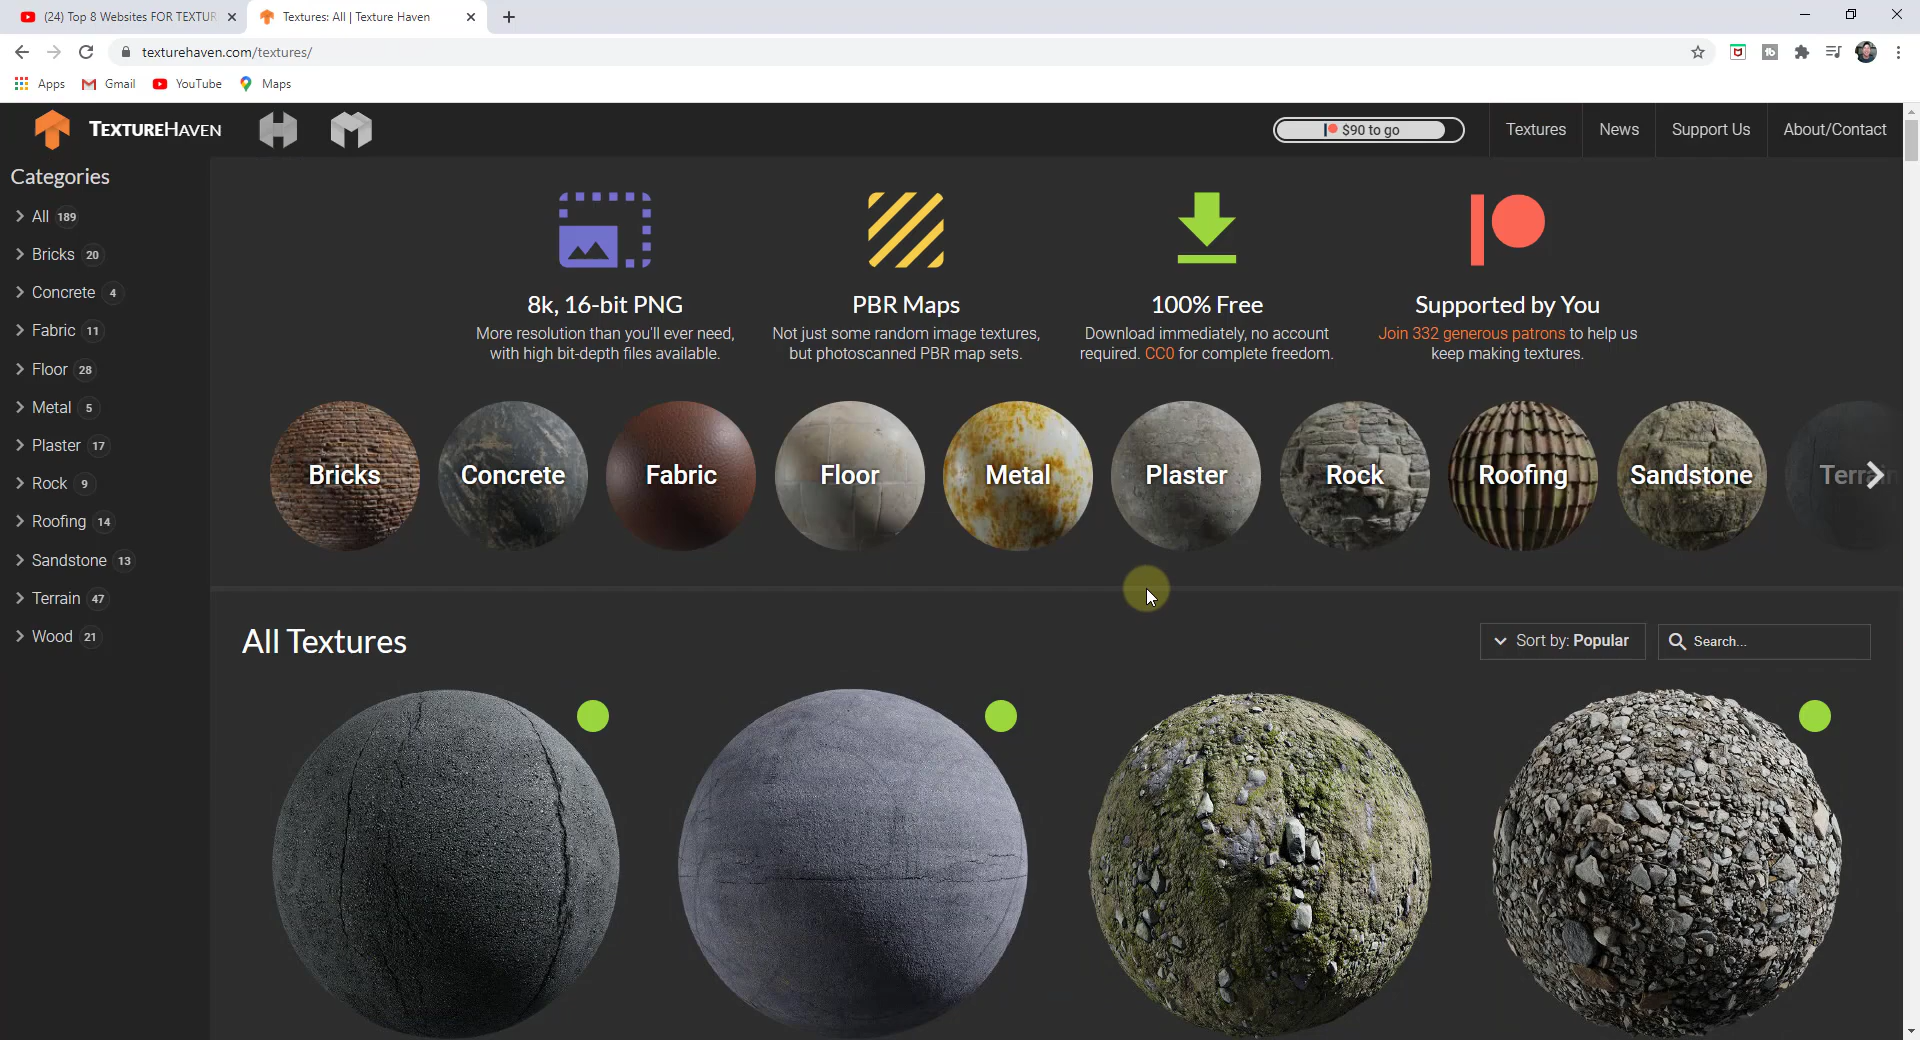 (24) Top 8 Websites FOR TEXTUR
Textures: All | Texture Haven
texturehaven.com/textures/
Apps
Gmail
YouTube
Maps
TEXTUREHAVEN
$90 to go
Textures
News
Support Us
About/Contact
Categories
All 189
Bricks 20
Concrete 4
Fabric 11
Floor 28
Metal 5
Plaster 17
Rock 9
Roofing 14
Sandstone 13
Terrain 47
Wood 21
8k, 16-bit PNG
More resolution than you'll ever need,
with high bit-depth files available.
PBR Maps
Not just some random image textures,
but photoscanned PBR map sets.
100% Free
Download immediately, no account
required. CC0 for complete freedom.
Supported by You
Join 332 generous patrons to help us
keep making textures.
Bricks
Concrete
Fabric
Floor
Metal
Plaster
Rock
Roofing
Sandstone
Terrain
All Textures
Sort by: Popular
Search...